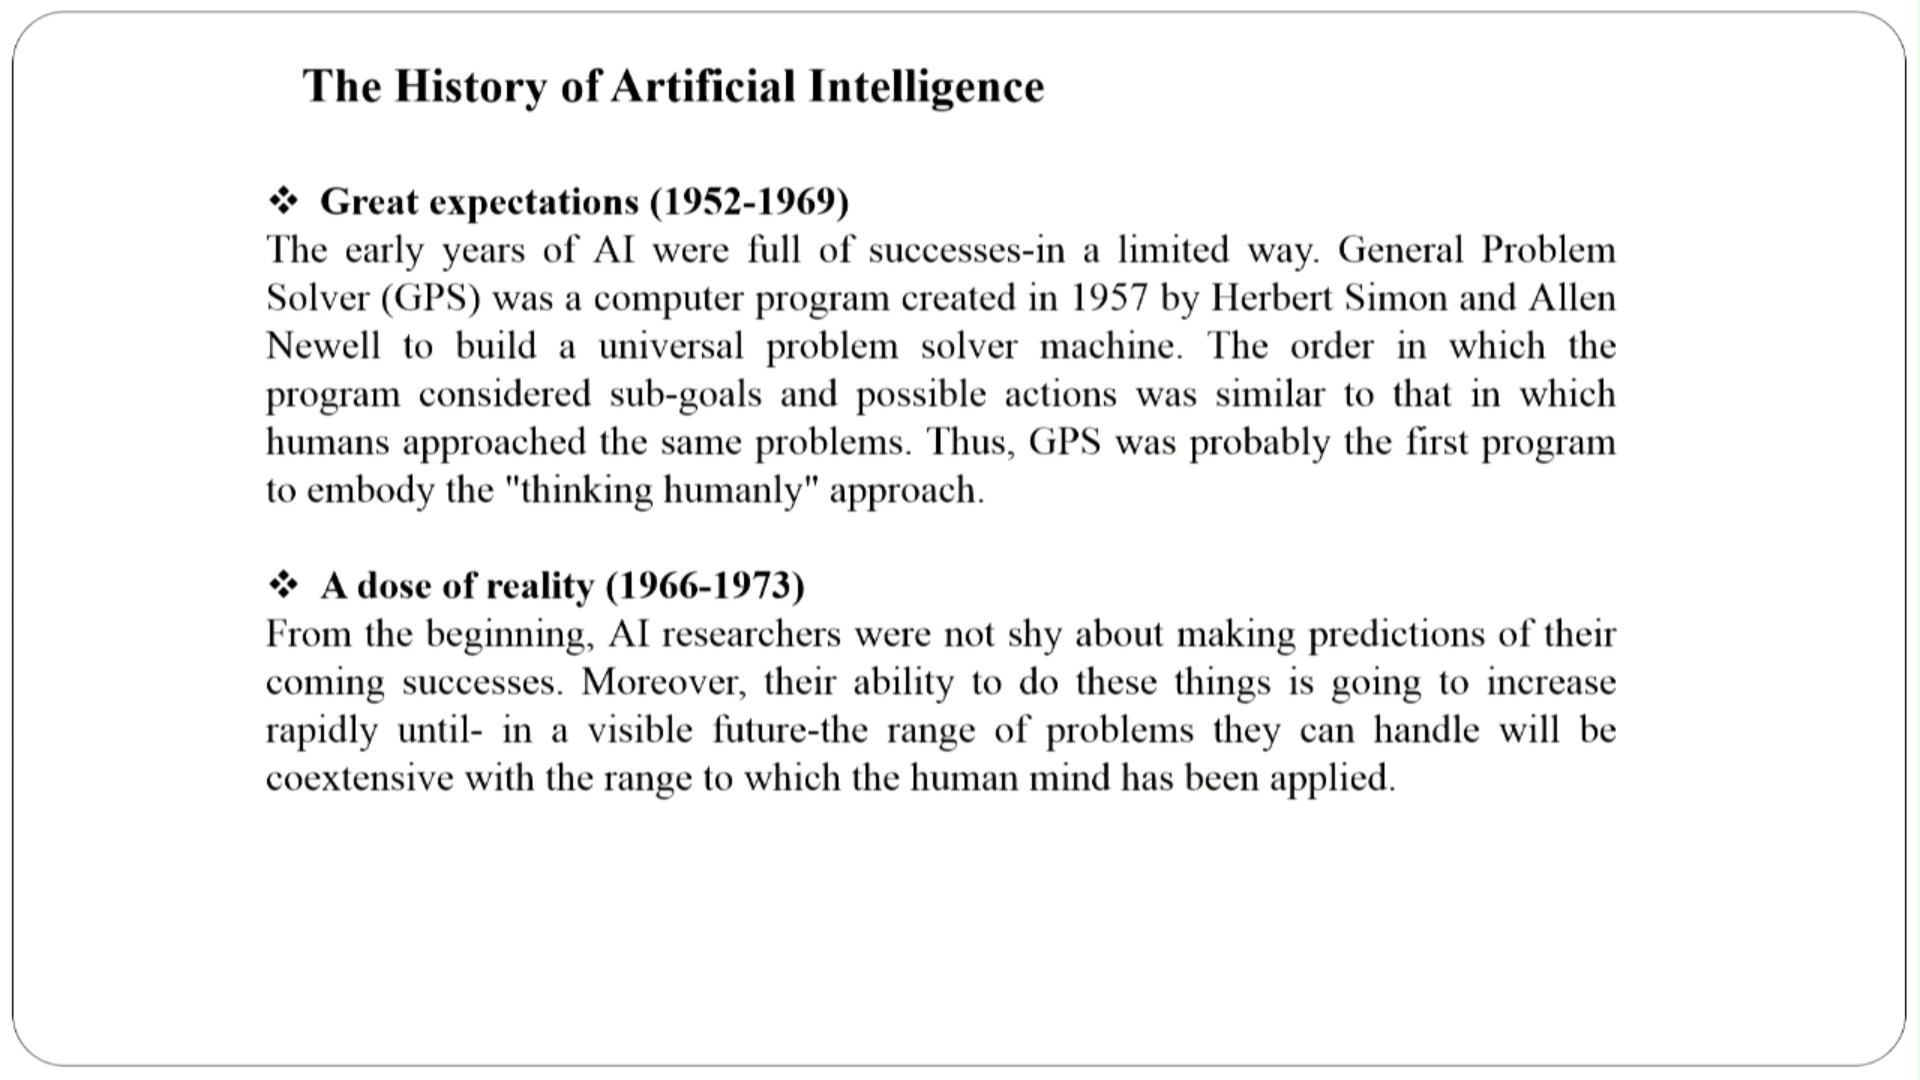 The History of Artificial Intelligence
❖ Great expectations (1952-1969)
The early years of AI were full of successes-in a limited way. General Problem
Solver (GPS) was a computer program created in 1957 by Herbert Simon and Allen
Newell to build a universal problem solver machine. The order in which the
program considered sub-goals and possible actions was similar to that in which
humans approached the same problems. Thus, GPS was probably the first program
to embody the "thinking humanly" approach.
❖ A dose of reality (1966-1973)
From the beginning, AI researchers were not shy about making predictions of their
coming successes. Moreover, their ability to do these things is going to increase
rapidly until- in a visible future-the range of problems they can handle will be
coextensive with the range to which the human mind has been applied.